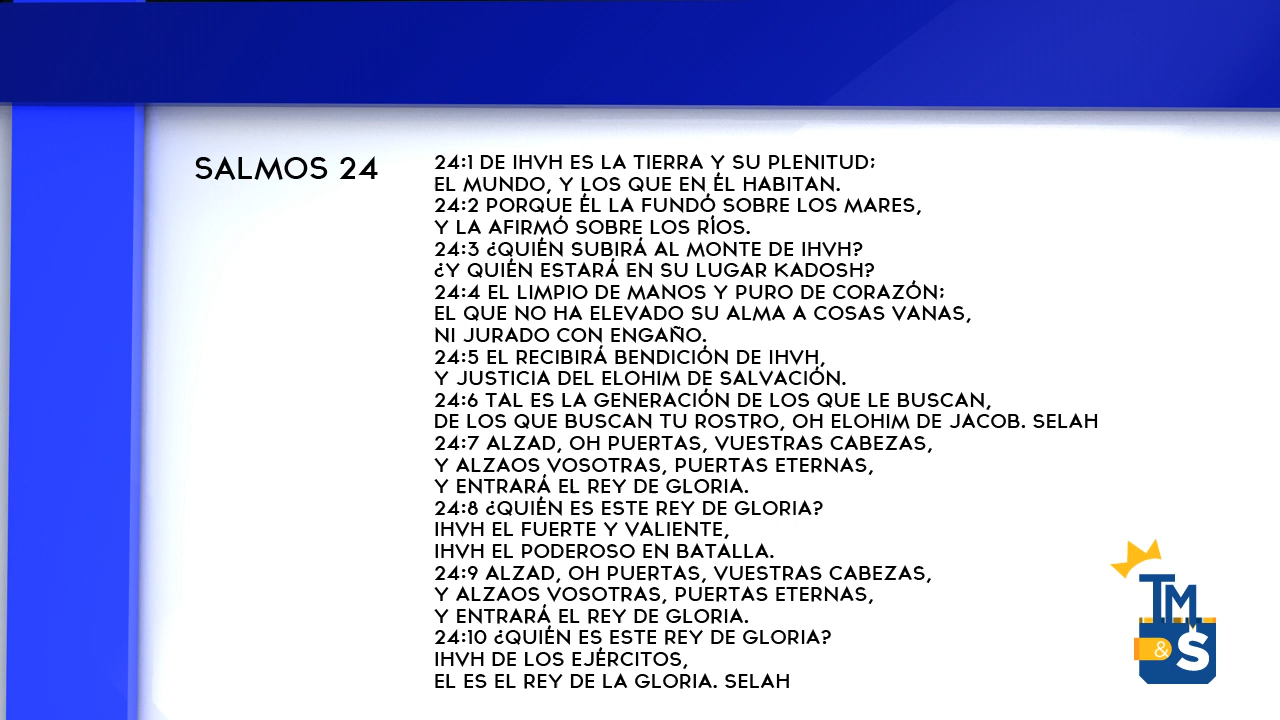 SALMOS 24
24:1 DE IHVH ES LA TIERRA Y SU PLENITUD;
EL MUNDO, Y LOS QUE EN ÉL HABITAN.
24:2 PORQUE ÉL LA FUNDÓ SOBRE LOS MARES,
Y LA AFIRMÓ SOBRE LOS RÍOS.
24:3 ¿QUIÉN SUBIRÁ AL MONTE DE IHVH?
¿Y QUIÉN ESTARÁ EN SU LUGAR KADOSH?
24:4 EL LIMPIO DE MANOS Y PURO DE CORAZÓN;
EL QUE NO HA ELEVADO SU ALMA A COSAS VANAS,
NI JURADO CON ENGAÑO.
24:5 EL RECIBIRÁ BENDICIÓN DE IHVH,
Y JUSTICIA DEL ELOHIM DE SALVACIÓN.
24:6 TAL ES LA GENERACIÓN DE LOS QUE LE BUSCAN,
DE LOS QUE BUSCAN TU ROSTRO, OH ELOHIM DE JACOB. SELAH
24:7 ALZAD, OH PUERTAS, VUESTRAS CABEZAS,
Y ALZAOS VOSOTRAS, PUERTAS ETERNAS,
Y ENTRARÁ EL REY DE GLORIA.
24:8 ¿QUIÉN ES ESTE REY DE GLORIA?
IHVH EL FUERTE Y VALIENTE,
IHVH EL PODEROSO EN BATALLA.
24:9 ALZAD, OH PUERTAS, VUESTRAS CABEZAS,
Y ALZAOS VOSOTRAS, PUERTAS ETERNAS,
Y ENTRARÁ EL REY DE GLORIA.
24:10 ¿QUIÉN ES ESTE REY DE GLORIA?
IHVH DE LOS EJÉRCITOS,
EL ES EL REY DE LA GLORIA. SELAH
TM
&S